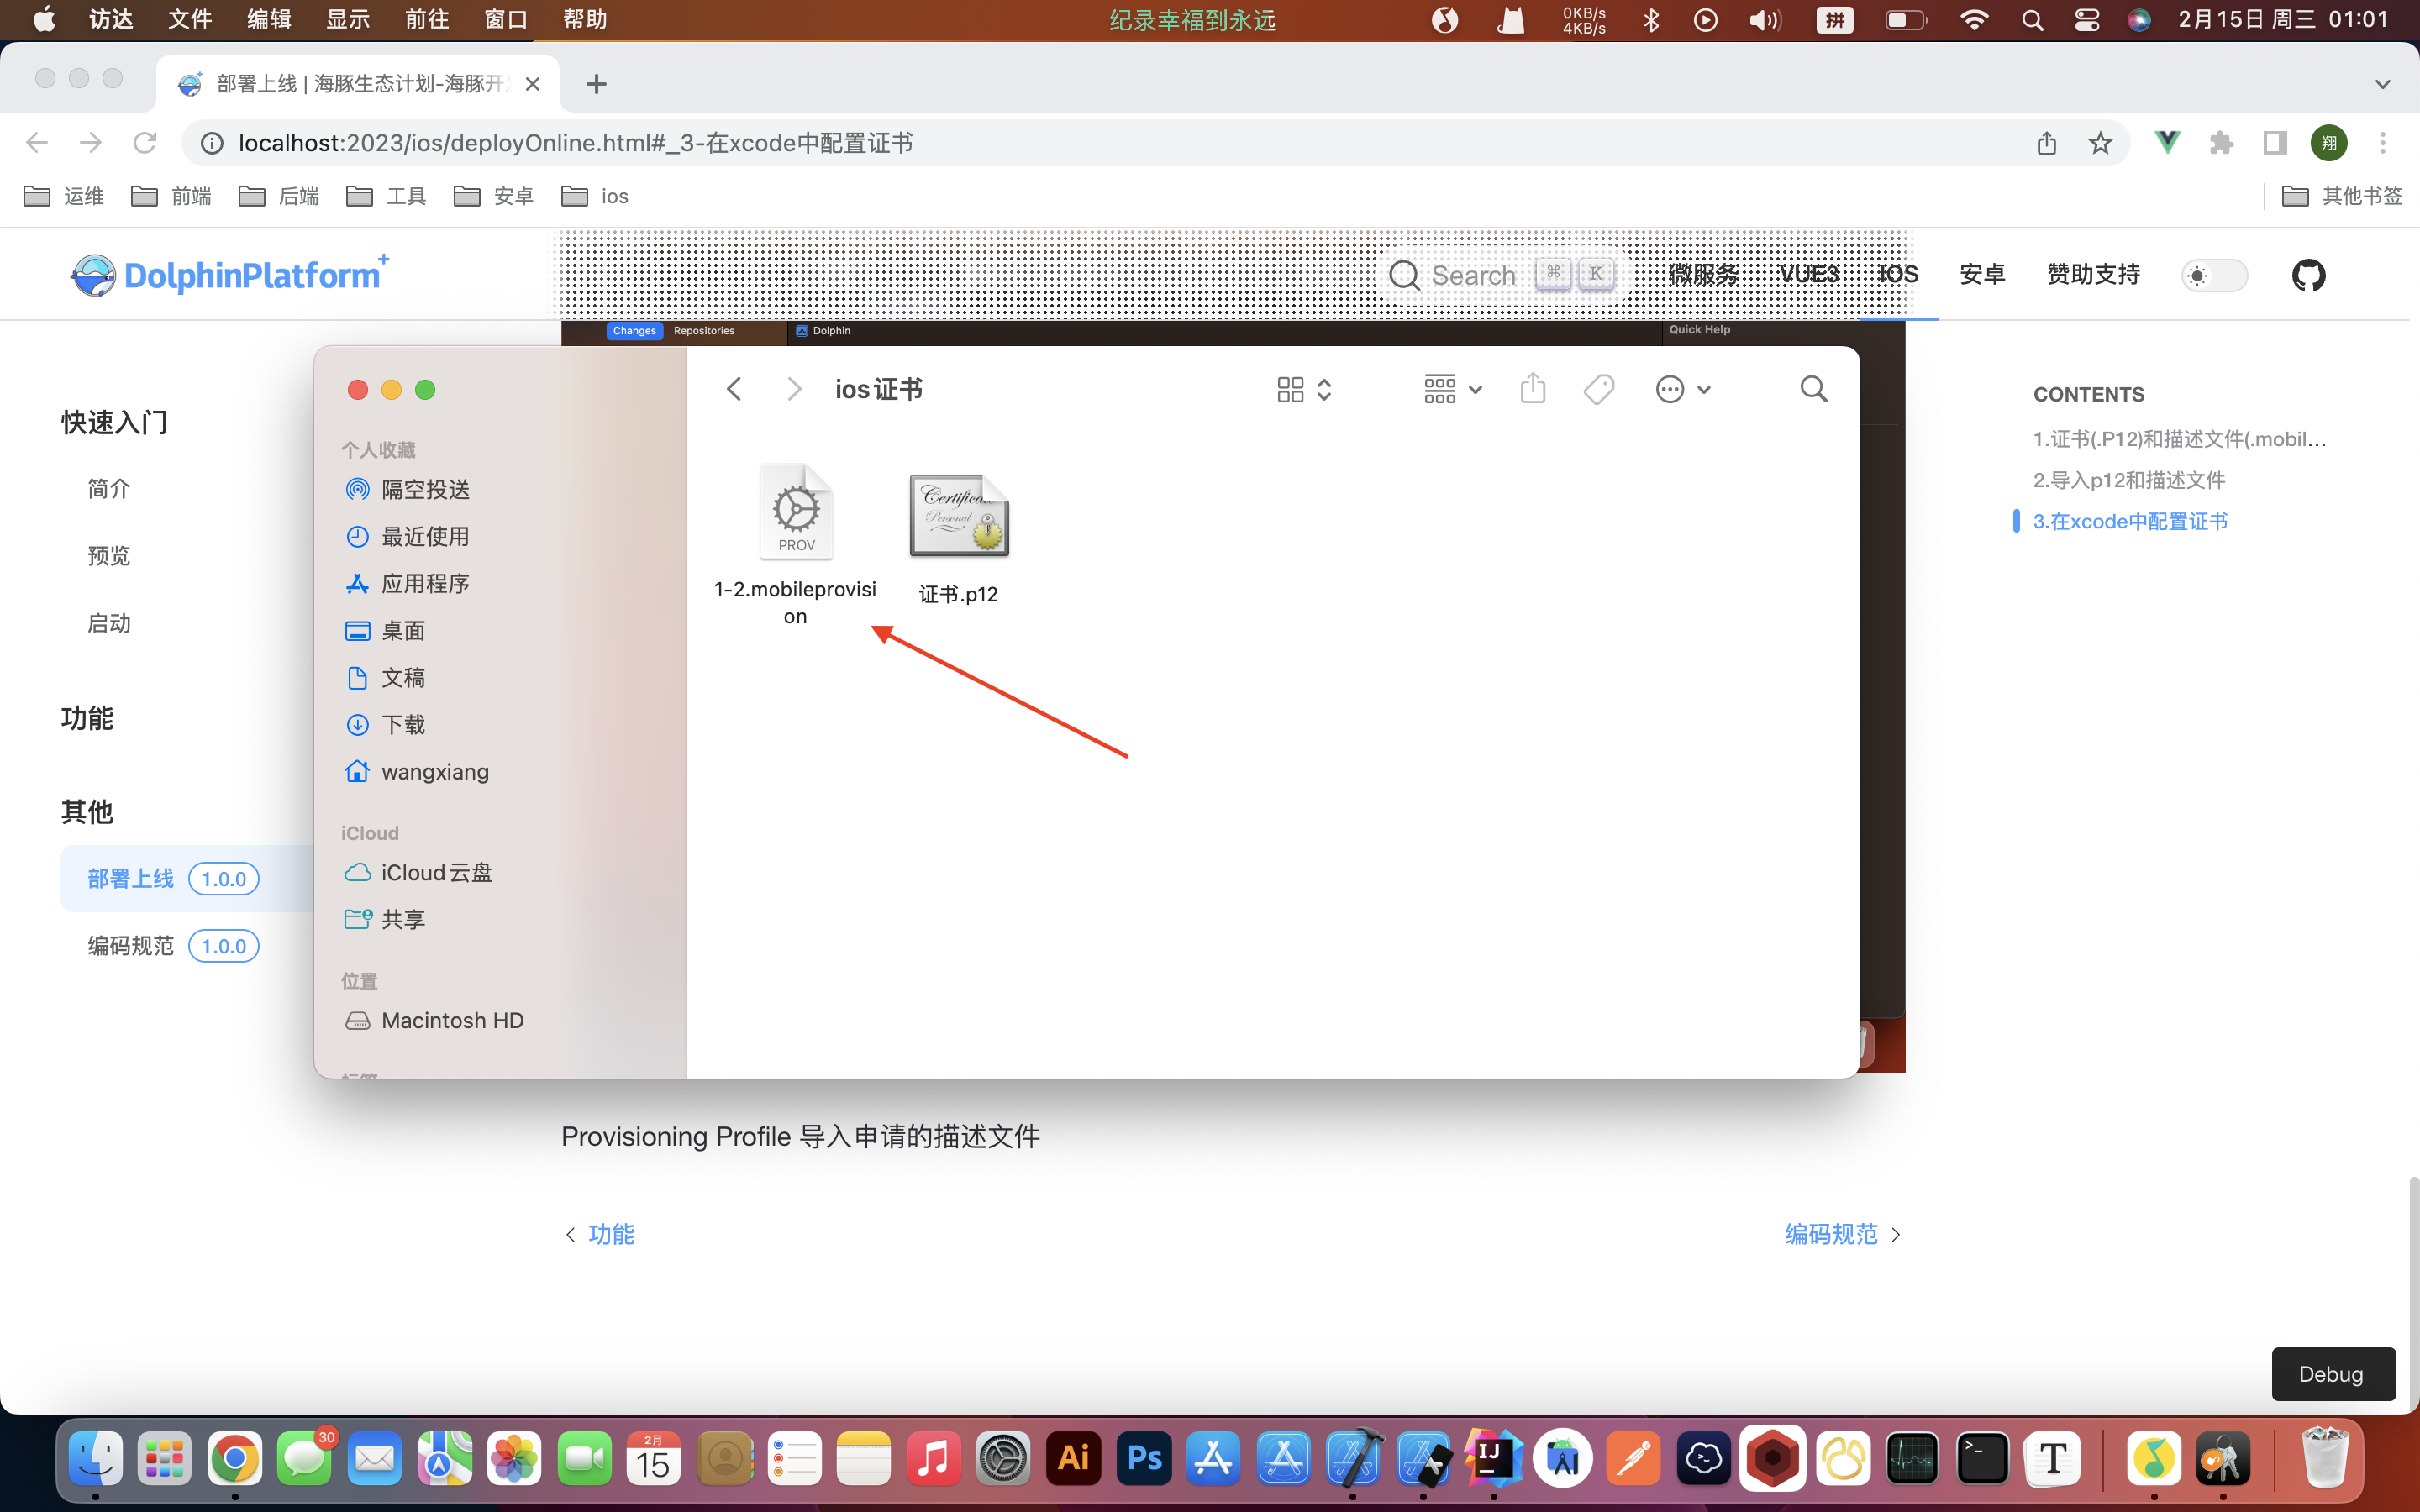 访达 文件 编辑 显示 前往 窗口 帮助 纪录幸福到永远 0KB/s 4KB/s 拼 2月15日 周三 01:01
部署上线 | 海豚生态计划-海豚开
localhost:2023/ios/deployOnline.html#_3-在xcode中配置证书 翔
运维 前端 后端 工具 安卓 ios 其他书签
DolphinPlatform+ Search ⌘ K 微服务 VUE3 IOS 安卓 赞助支持
Changes Repositories Dolphin Quick Help
ios证书
CONTENTS
1.证书(.P12)和描述文件(.mobil...
2.导入p12和描述文件
3.在xcode中配置证书
快速入门
简介
预览
启动
功能
其他
部署上线 1.0.0
编码规范 1.0.0
个人收藏
隔空投送
最近使用
应用程序
桌面
文稿
下载
wangxiang
iCloud
iCloud云盘
共享
位置
Macintosh HD
PROV
Certifica
Personal
1-2.mobileprovisi
on
证书.p12
Provisioning Profile 导入申请的描述文件
功能
编码规范
Debug
30
2月
15
Ai
Ps
IJ
>_
T